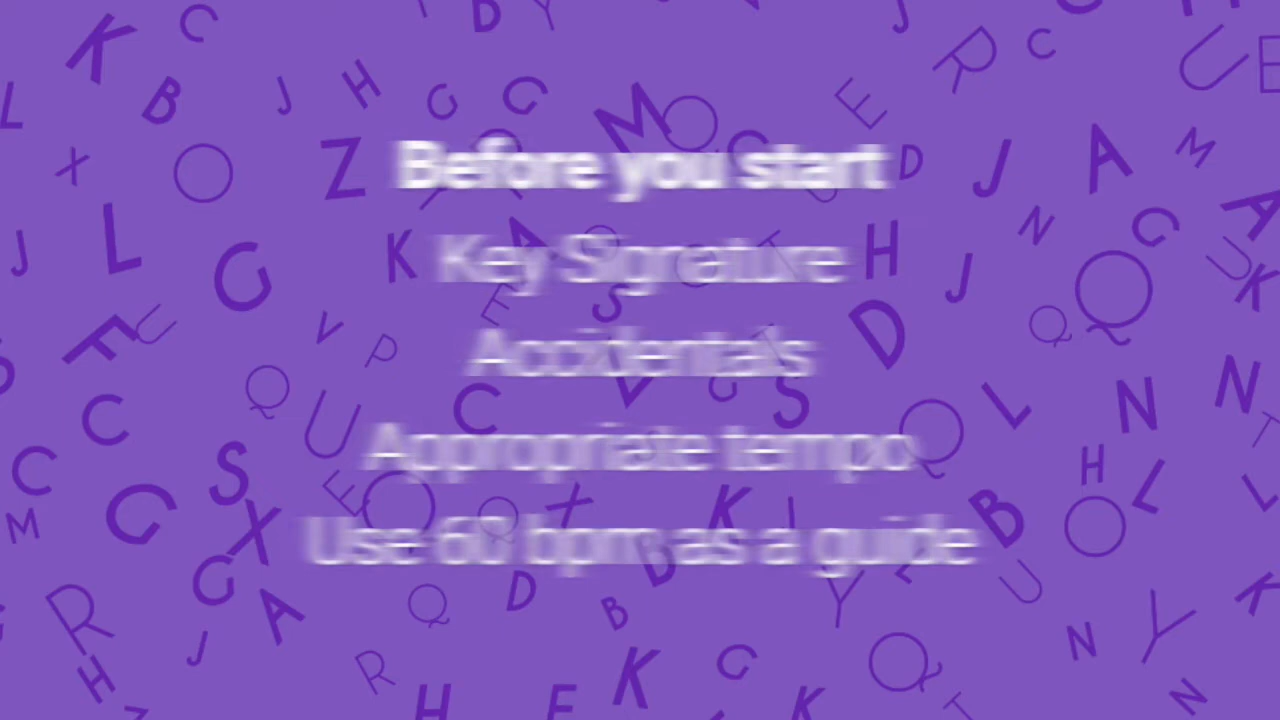 Before you start
Key Signature
Accidentals
Appropriate tempo
Use 60 bpm as a guide